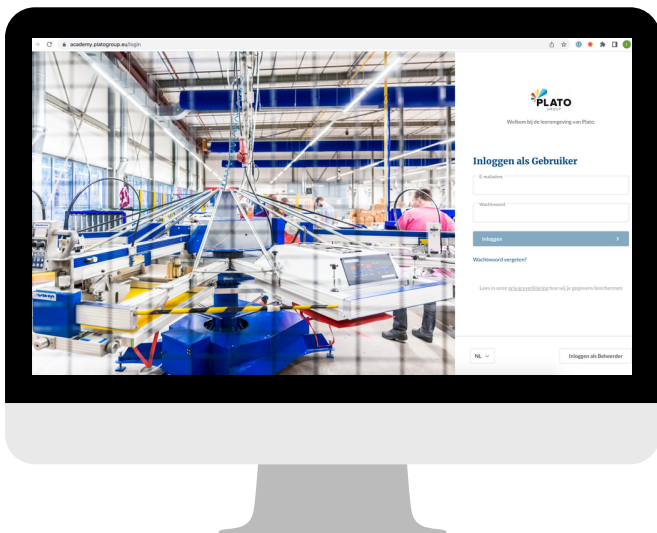 academy.platogroup.eu/login
PLATO
GROUP
Welkom bij de leeromgeving van Plato.
Inloggen als Gebruiker
E-mailadres
Wachtwoord
Inloggen
Wachtwoord vergeten?
Lees in onze privacyverklaring hoe wij je gegevens beschermen
NL
Inloggen als Beheerder